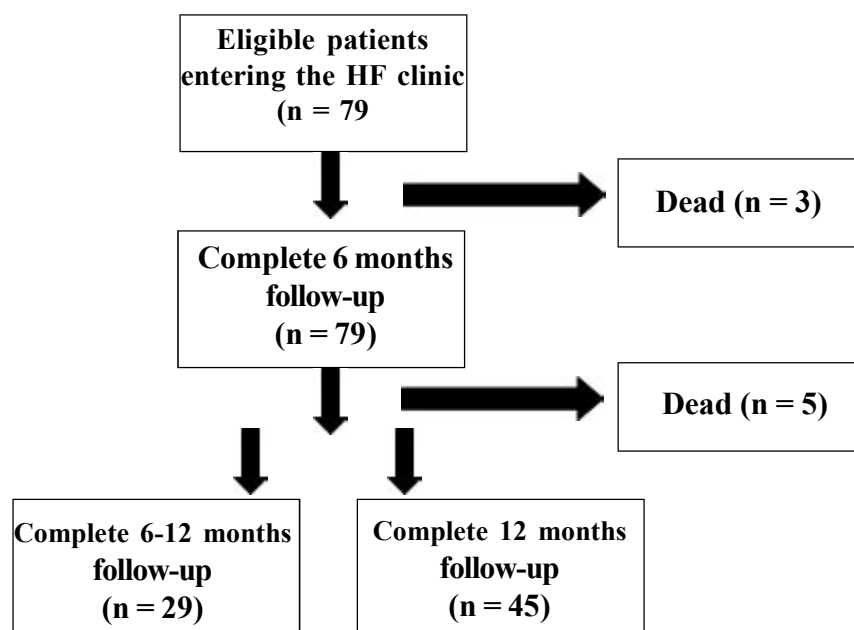 Eligible patients
entering the HF clinic
(n = 79
Dead (n = 3)
Complete 6 months
follow-up
(n = 79)
Dead (n = 5)
Complete 6-12 months
follow-up
(n = 29)
Complete 12 months
follow-up
(n = 45)